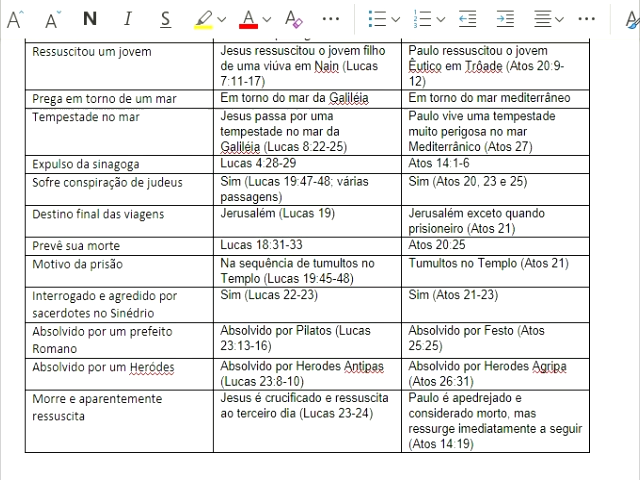 N I S A
Ressuscitou um jovem
Jesus ressuscitou o jovem filho
de uma viúva em Nain (Lucas
7:11-17)
Paulo ressuscitou o jovem
Êutico em Trôade (Atos 20:9-
12)
Prega em torno de um mar
Em torno do mar da Galiléia
Em torno do mar mediterrâneo
Tempestade no mar
Jesus passa por uma
tempestade no mar da
Galiléia (Lucas 8:22-25)
Paulo vive uma tempestade
muito perigosa no mar
Mediterrânico (Atos 27)
Expulso da sinagoga
Lucas 4:28-29
Atos 14:1-6
Sofre conspiração de judeus
Sim (Lucas 19:47-48; várias
passagens)
Sim (Atos 20, 23 e 25)
Destino final das viagens
Jerusalém (Lucas 19)
Jerusalém exceto quando
prisioneiro (Atos 21)
Prevê sua morte
Lucas 18:31-33
Atos 20:25
Motivo da prisão
Na sequência de tumultos no
Templo (Lucas 19:45-48)
Tumultos no Templo (Atos 21)
Interrogado e agredido por
sacerdotes no Sinédrio
Sim (Lucas 22-23)
Sim (Atos 21-23)
Absolvido por um prefeito
Romano
Absolvido por Pilatos (Lucas
23:13-16)
Absolvido por Festo (Atos
25:25)
Absolvido por um Heródes
Absolvido por Herodes Antipas
(Lucas 23:8-10)
Absolvido por Herodes Agripa
(Atos 26:31)
Morre e aparentemente
ressuscita
Jesus é crucificado e ressuscita
ao terceiro dia (Lucas 23-24)
Paulo é apedrejado e
considerado morto, mas
ressurge imediatamente a seguir
(Atos 14:19)